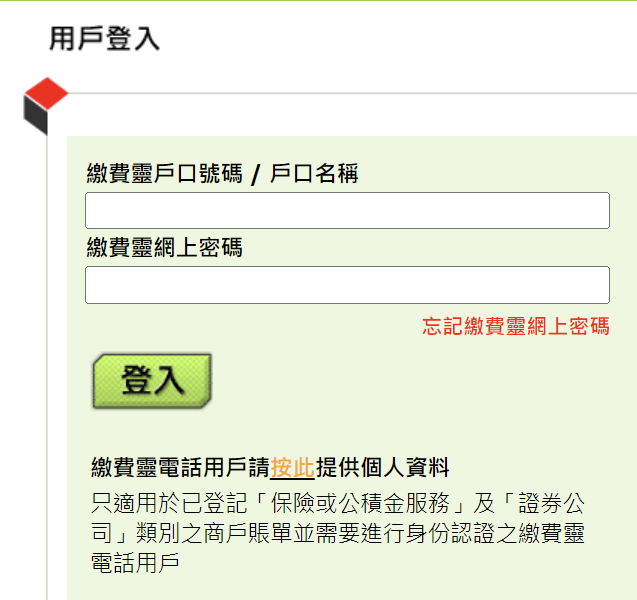 用戶登入
繳費靈戶口號碼 / 戶口名稱
繳費靈網上密碼
忘記繳費靈網上密碼
登入
繳費靈電話用戶請按此提供個人資料
只適用於已登記「保險或公積金服務」及「證券公
司」類別之商戶賬單並需要進行身份認證之繳費靈
電話用戶